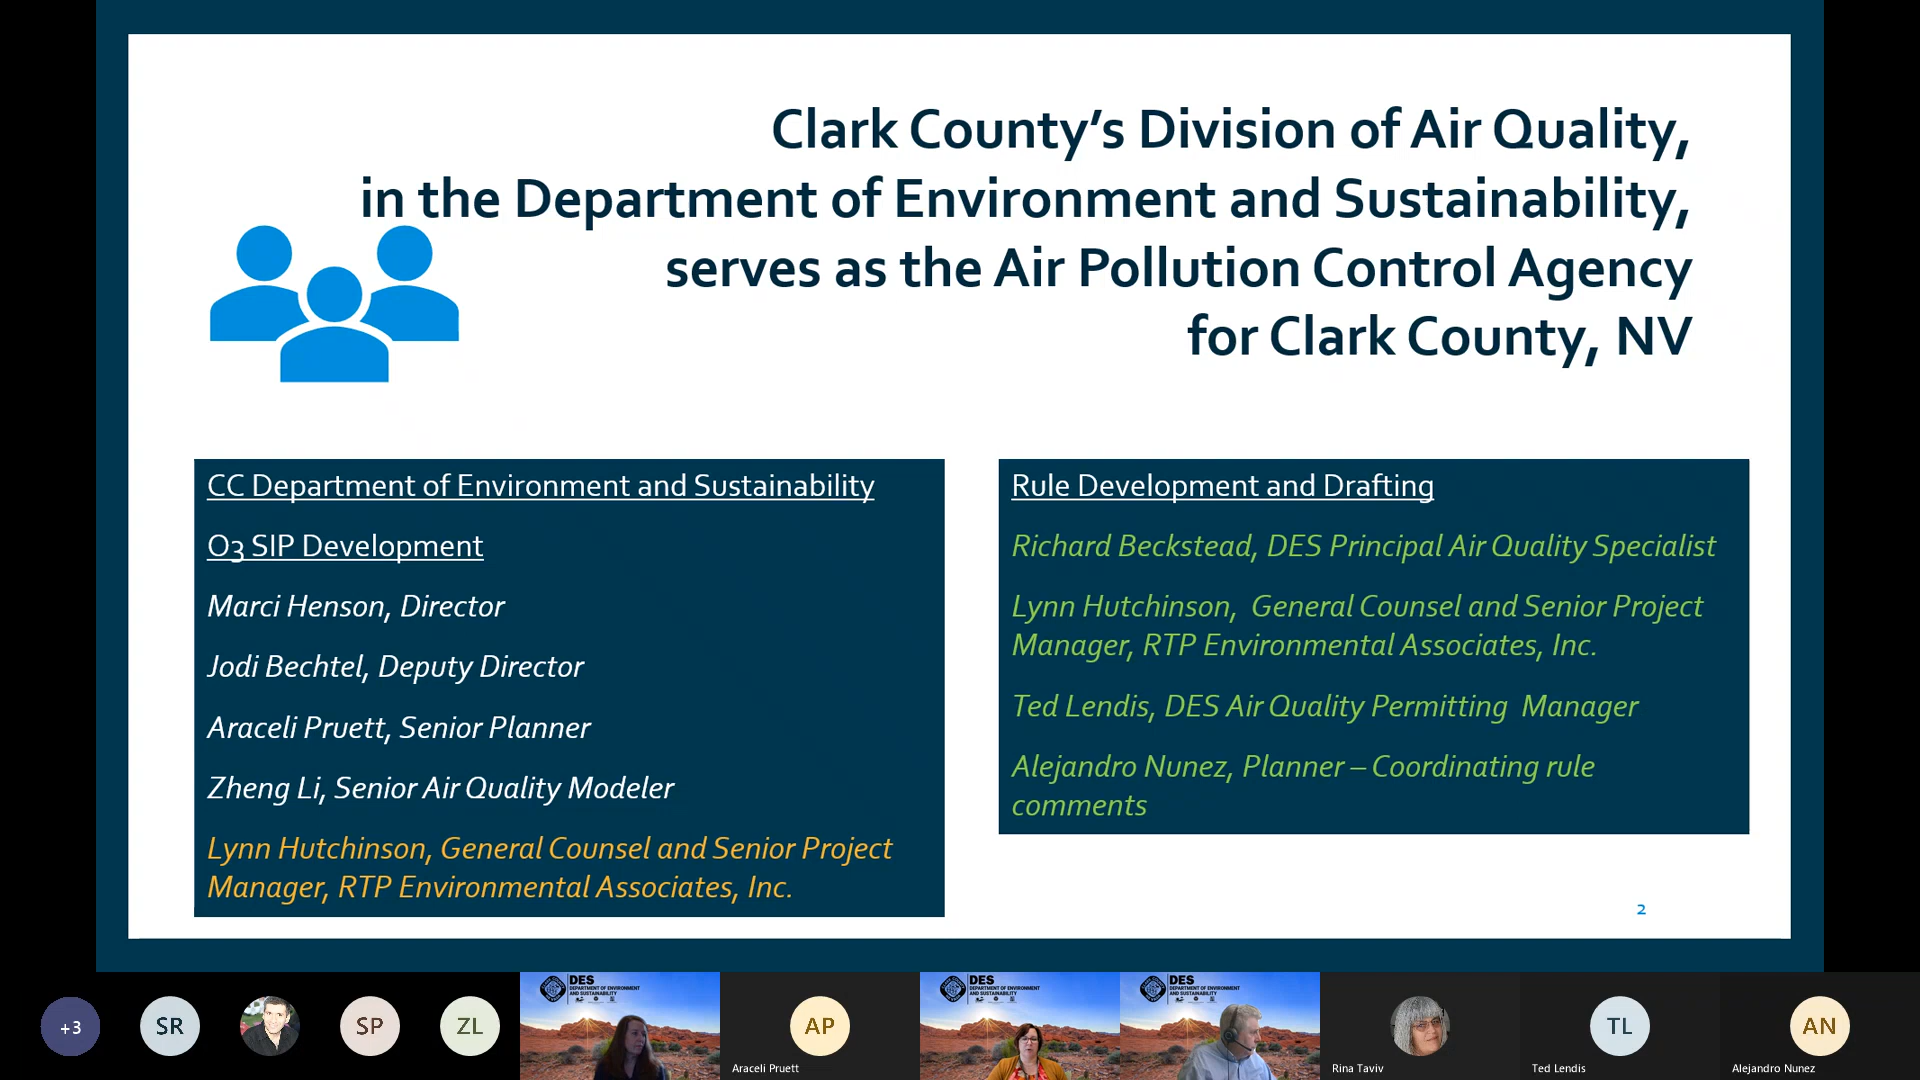 Clark County's Division of Air Quality,
in the Department of Environment and Sustainability,
serves as the Air Pollution Control Agency
for Clark County, NV
CC Department of Environment and Sustainability
O3 SIP Development
Marci Henson, Director
Jodi Bechtel, Deputy Director
Araceli Pruett, Senior Planner
Zheng Li, Senior Air Quality Modeler
Lynn Hutchinson, General Counsel and Senior Project
Manager, RTP Environmental Associates, Inc.
Rule Development and Drafting
Richard Beckstead, DES Principal Air Quality Specialist
Lynn Hutchinson, General Counsel and Senior Project
Manager, RTP Environmental Associates, Inc.
Ted Lendis, DES Air Quality Permitting Manager
Alejandro Nunez, Planner – Coordinating rule
comments
2
+3
SR
SP
ZL
DES
DEPARTMENT OF ENVIRONMENT
AND SUSTAINABILITY
AP
Araceli Pruett
DES
DEPARTMENT OF ENVIRONMENT
AND SUSTAINABILITY
DES
DEPARTMENT OF ENVIRONMENT
AND SUSTAINABILITY
Rina Taviv
TL
Ted Lendis
AN
Alejandro Nunez